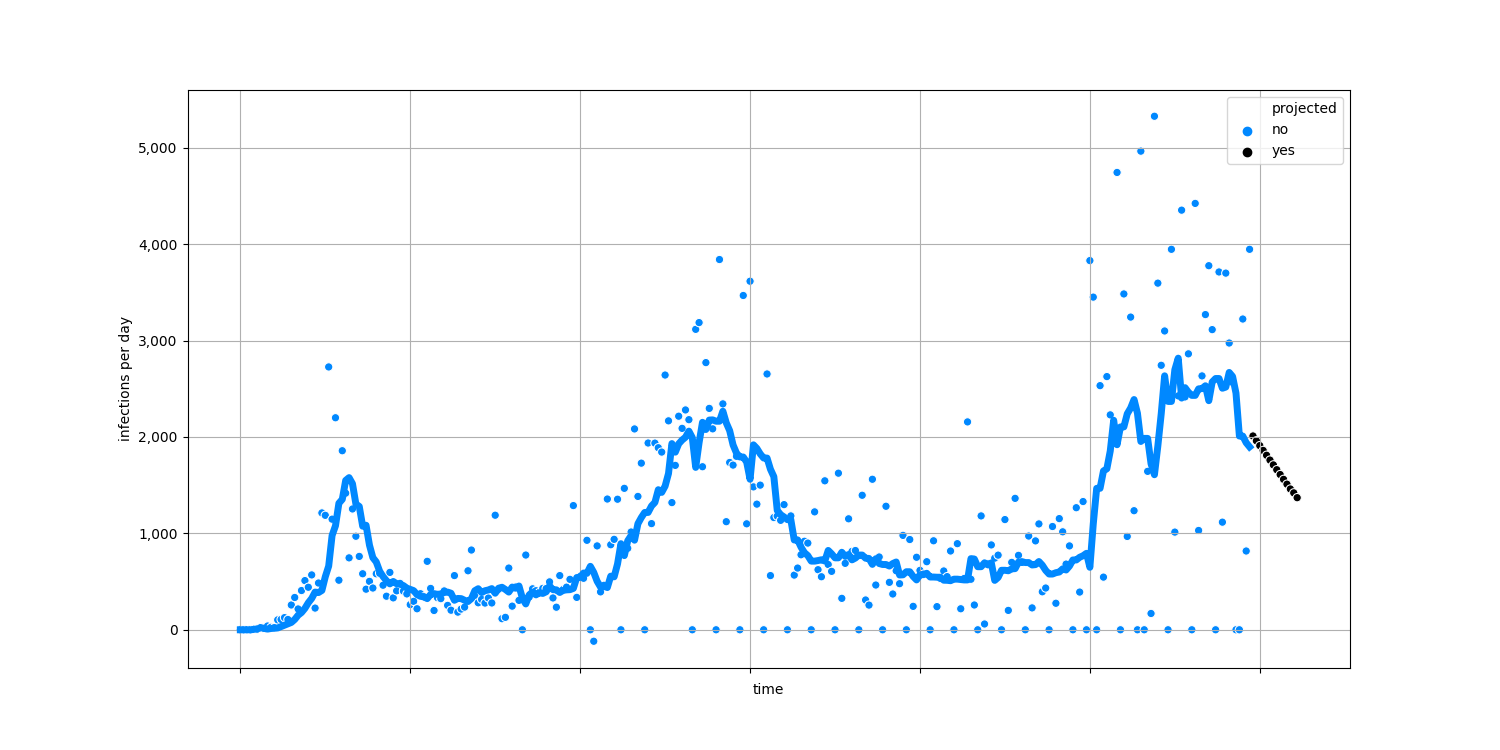 projected
no
yes
5,000
4,000
3,000
2,000
1,000
0
infections per day
time